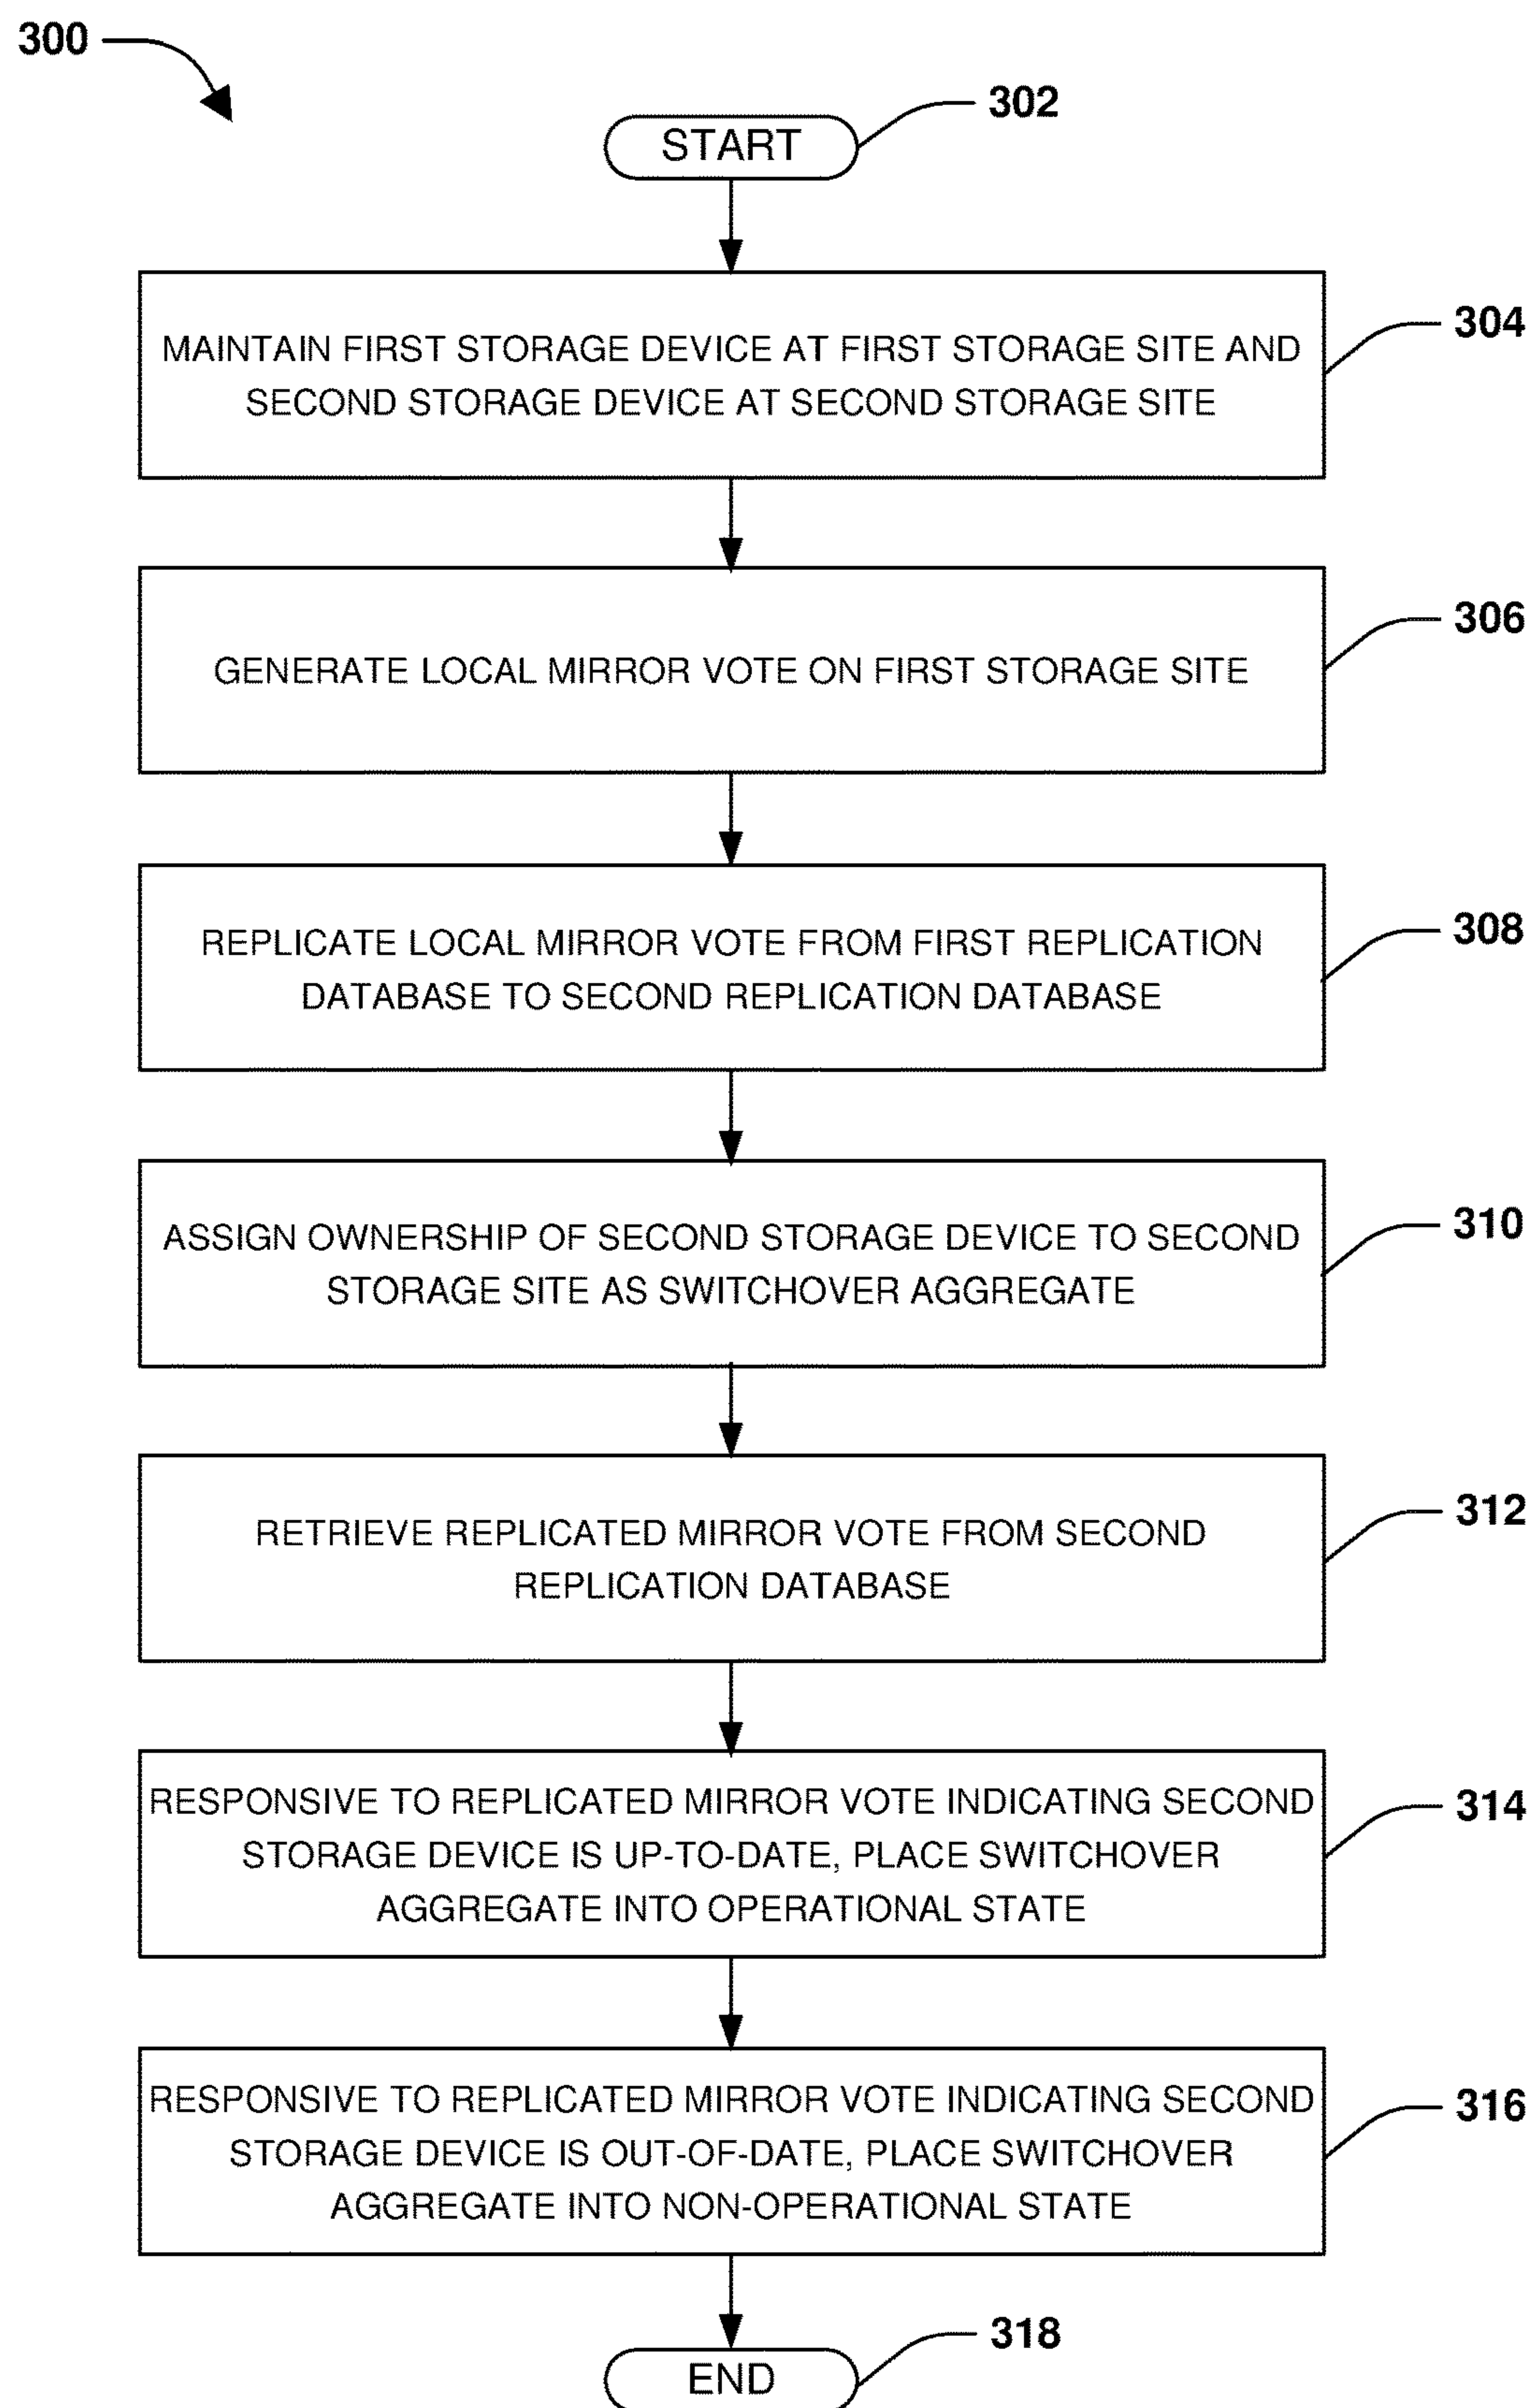 300
302
START
304
MAINTAIN FIRST STORAGE DEVICE AT FIRST STORAGE SITE AND
SECOND STORAGE DEVICE AT SECOND STORAGE SITE
306
GENERATE LOCAL MIRROR VOTE ON FIRST STORAGE SITE
308
REPLICATE LOCAL MIRROR VOTE FROM FIRST REPLICATION
DATABASE TO SECOND REPLICATION DATABASE
310
ASSIGN OWNERSHIP OF SECOND STORAGE DEVICE TO SECOND
STORAGE SITE AS SWITCHOVER AGGREGATE
312
RETRIEVE REPLICATED MIRROR VOTE FROM SECOND
REPLICATION DATABASE
314
RESPONSIVE TO REPLICATED MIRROR VOTE INDICATING SECOND
STORAGE DEVICE IS UP-TO-DATE, PLACE SWITCHOVER
AGGREGATE INTO OPERATIONAL STATE
316
RESPONSIVE TO REPLICATED MIRROR VOTE INDICATING SECOND
STORAGE DEVICE IS OUT-OF-DATE, PLACE SWITCHOVER
AGGREGATE INTO NON-OPERATIONAL STATE
318
END